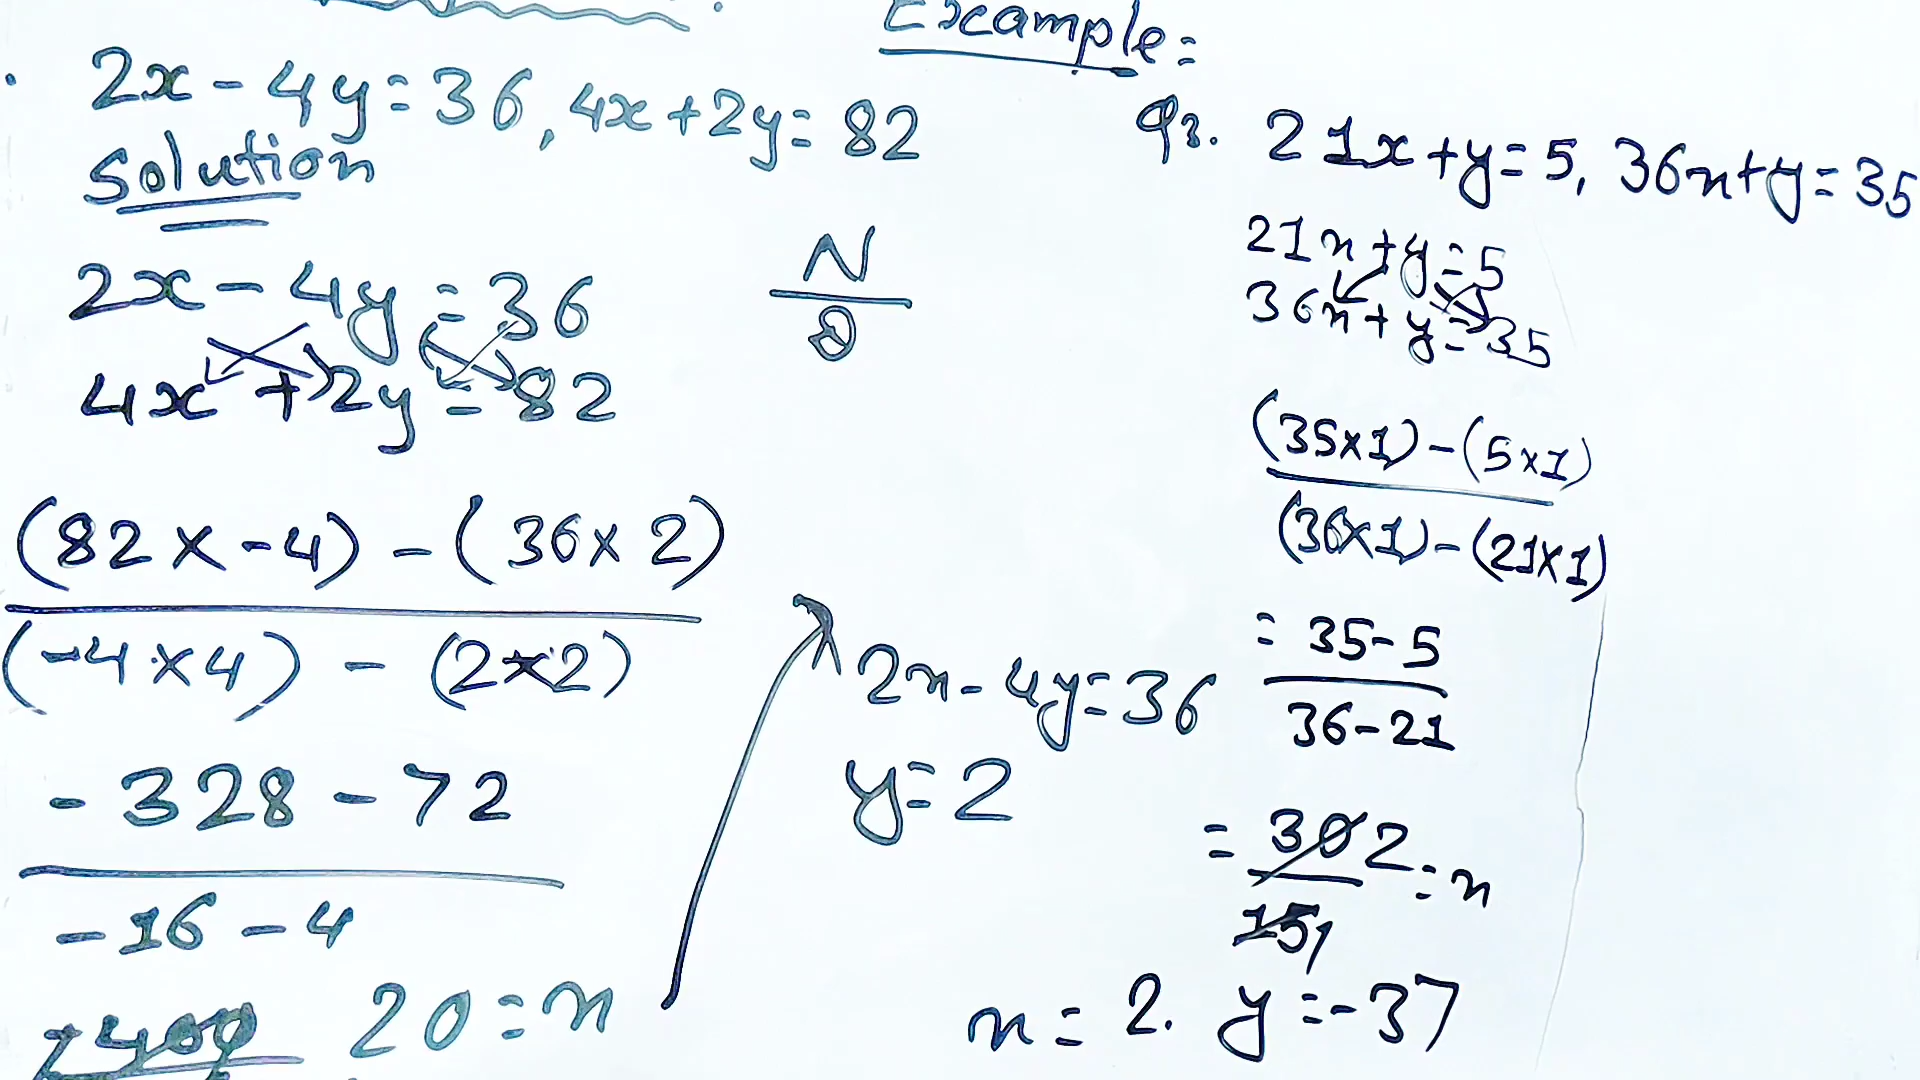 Example:
2x - 4y = 36, 4x + 2y = 82
Solution
2x - 4y = 36
4x + 2y = 82
N
D
(82 x -4) - (36 x 2)
(-4 x 4) - (2 x 2)
- 328 - 72
- 16 - 4
20 = x
2x - 4y = 36
y = 2
21x + y = 5, 36x + y = 35
21x + y = 5
36x + y = 35
(35x1) - (5x1)
(36x1) - (21x1)
= 35 - 5
36 - 21
= 30 2 = x
15 1
x = 2. y = -37